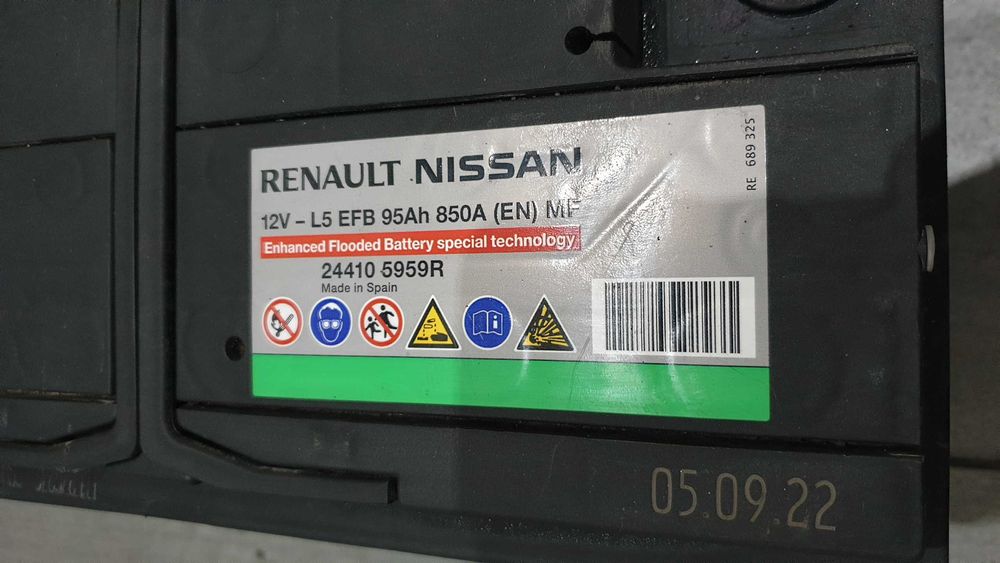 RENAULT NISSAN
12V – L5 EFB 95Ah 850A (EN) MF
Enhanced Flooded Battery special technology
24410 5959R
Made in Spain
RE 689 325
05.09.22